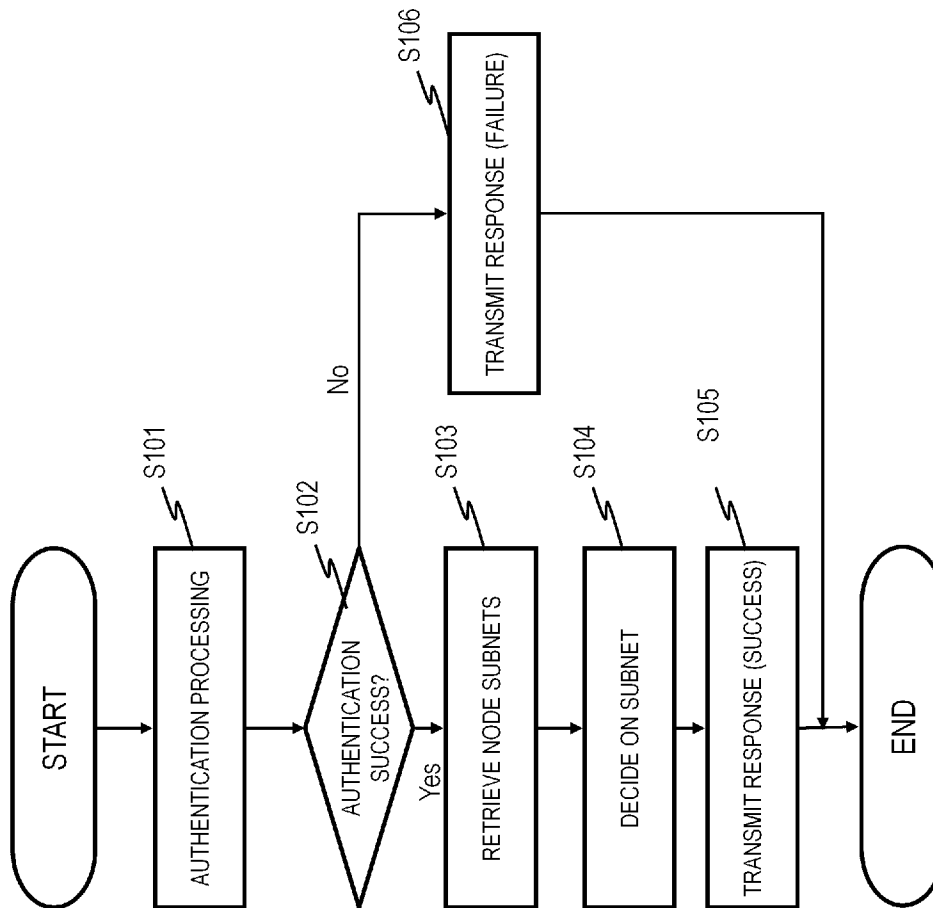 START
S101
AUTHENTICATION PROCESSING
S102
AUTHENTICATION
SUCCESS?
No
Yes
S103
RETRIEVE NODE SUBNETS
S106
TRANSMIT RESPONSE (FAILURE)
S104
DECIDE ON SUBNET
S105
TRANSMIT RESPONSE (SUCCESS)
END